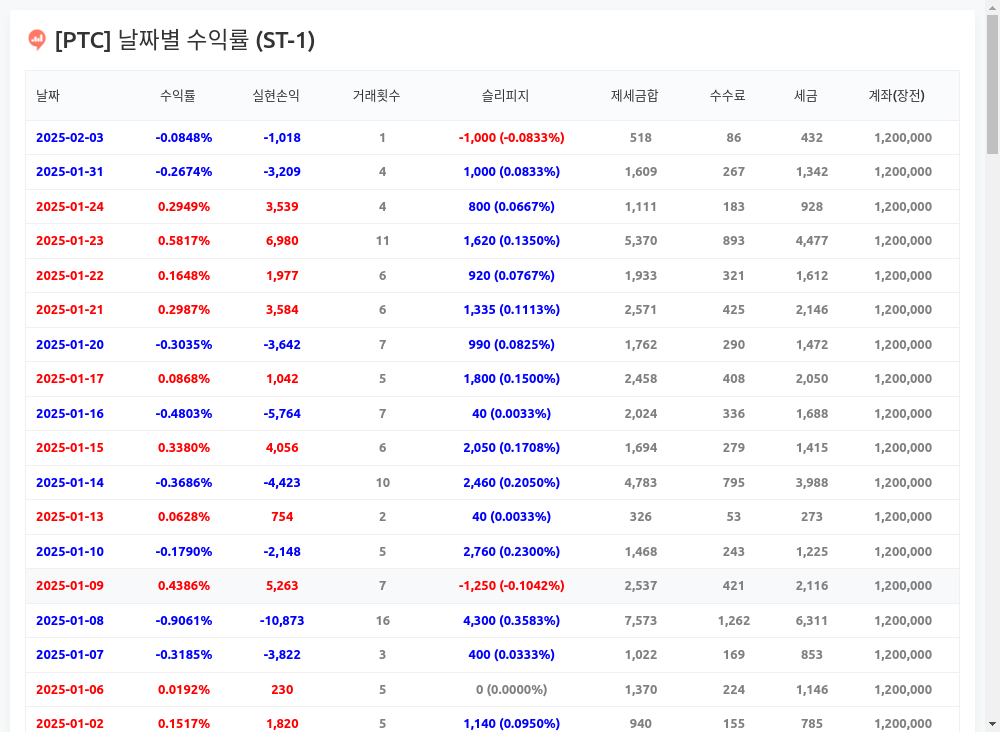 [PTC] 날짜별 수익률 (ST-1)
날짜 수익률 실현손익 거래횟수 슬리피지 제세금합 수수료 세금 계좌(장전)
2025-02-03 -0.0848% -1,018 1 -1,000 (-0.0833%) 518 86 432 1,200,000
2025-01-31 -0.2674% -3,209 4 1,000 (0.0833%) 1,609 267 1,342 1,200,000
2025-01-24 0.2949% 3,539 4 800 (0.0667%) 1,111 183 928 1,200,000
2025-01-23 0.5817% 6,980 11 1,620 (0.1350%) 5,370 893 4,477 1,200,000
2025-01-22 0.1648% 1,977 6 920 (0.0767%) 1,933 321 1,612 1,200,000
2025-01-21 0.2987% 3,584 6 1,335 (0.1113%) 2,571 425 2,146 1,200,000
2025-01-20 -0.3035% -3,642 7 990 (0.0825%) 1,762 290 1,472 1,200,000
2025-01-17 0.0868% 1,042 5 1,800 (0.1500%) 2,458 408 2,050 1,200,000
2025-01-16 -0.4803% -5,764 7 40 (0.0033%) 2,024 336 1,688 1,200,000
2025-01-15 0.3380% 4,056 6 2,050 (0.1708%) 1,694 279 1,415 1,200,000
2025-01-14 -0.3686% -4,423 10 2,460 (0.2050%) 4,783 795 3,988 1,200,000
2025-01-13 0.0628% 754 2 40 (0.0033%) 326 53 273 1,200,000
2025-01-10 -0.1790% -2,148 5 2,760 (0.2300%) 1,468 243 1,225 1,200,000
2025-01-09 0.4386% 5,263 7 -1,250 (-0.1042%) 2,537 421 2,116 1,200,000
2025-01-08 -0.9061% -10,873 16 4,300 (0.3583%) 7,573 1,262 6,311 1,200,000
2025-01-07 -0.3185% -3,822 3 400 (0.0333%) 1,022 169 853 1,200,000
2025-01-06 0.0192% 230 5 0 (0.0000%) 1,370 224 1,146 1,200,000
2025-01-02 0.1517% 1,820 5 1,140 (0.0950%) 940 155 785 1,200,000